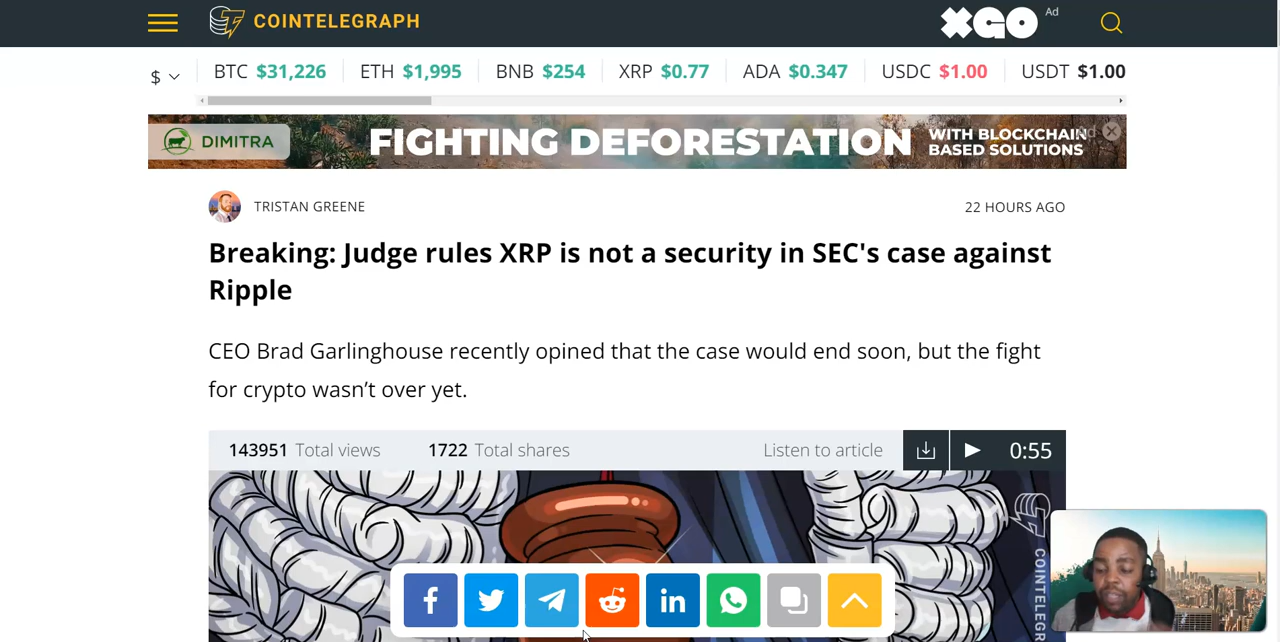 COINTELEGRAPH
XGO Ad
$ BTC $31,226 ETH $1,995 BNB $254 XRP $0.77 ADA $0.347 USDC $1.00 USDT $1.00
DIMITRA FIGHTING DEFORESTATION WITH BLOCKCHAIN
BASED SOLUTIONS
Ad
TRISTAN GREENE 22 HOURS AGO
Breaking: Judge rules XRP is not a security in SEC's case against
Ripple
CEO Brad Garlinghouse recently opined that the case would end soon, but the fight
for crypto wasn’t over yet.
143951 Total views 1722 Total shares Listen to article 0:55
COINTELEGR